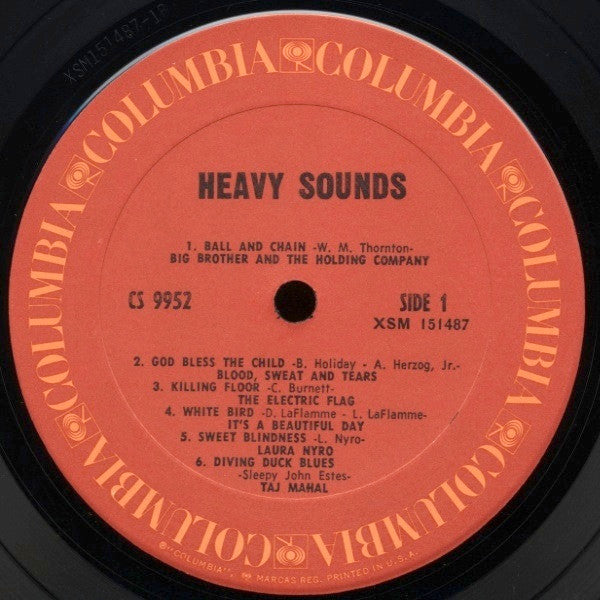 XSM151487-1F
COLUMBIA COLUMBIA COLUMBIA COLUMBIA COLUMBIA COLUMBIA
HEAVY SOUNDS
1. BALL AND CHAIN -W. M. Thornton-
BIG BROTHER AND THE HOLDING COMPANY
CS 9952
SIDE 1
XSM 151487
2. GOD BLESS THE CHILD -B. Holiday - A. Herzog, Jr.-
BLOOD, SWEAT AND TEARS
3. KILLING FLOOR -C. Burnett-
THE ELECTRIC FLAG
4. WHITE BIRD -D. LaFlamme - L. LaFlamme-
IT'S A BEAUTIFUL DAY
5. SWEET BLINDNESS -L. Nyro-
LAURA NYRO
6. DIVING DUCK BLUES
-Sleepy John Estes-
TAJ MAHAL
®"COLUMBIA", MARCAS REG. PRINTED IN U.S.A.